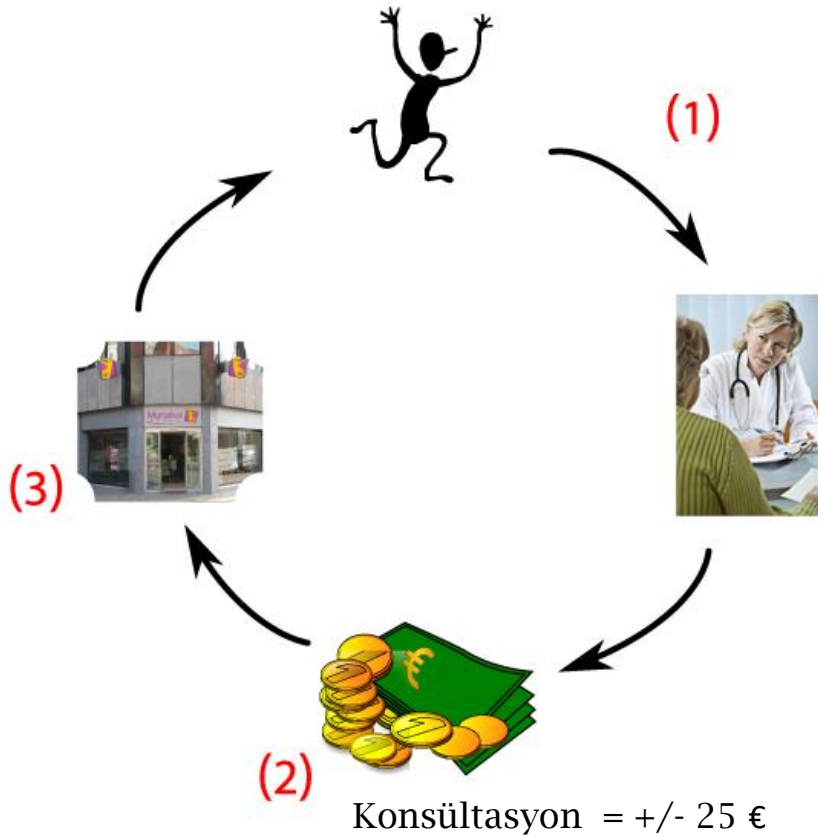 (1)
(3)
(2)
Konsültasyon = +/- 25 €